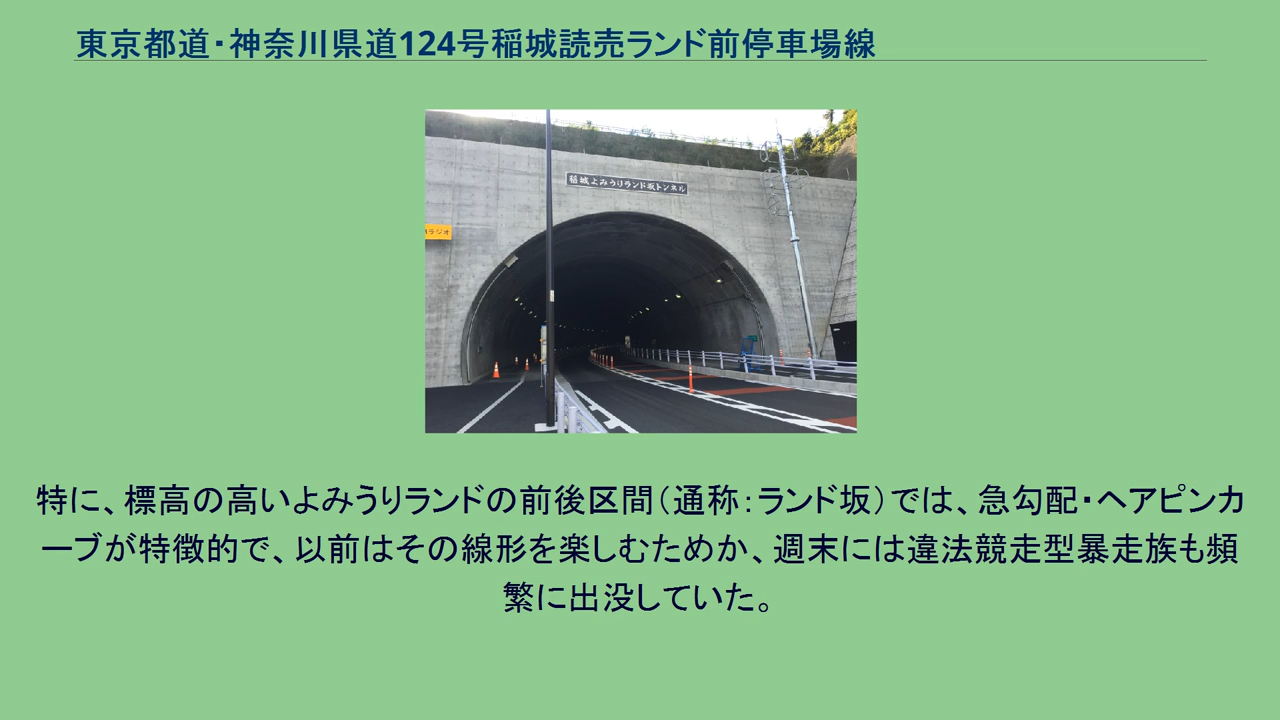 東京都道・神奈川県道124号稲城読売ランド前停車場線
稲城よみうりランド坂トンネル
ラジオ
特に、標高の高いよみうりランドの前後区間（通称：ランド坂）では、急勾配・ヘアピンカ
ーブが特徴的で、以前はその線形を楽しむためか、週末には違法競走型暴走族も頻
繁に出没していた。